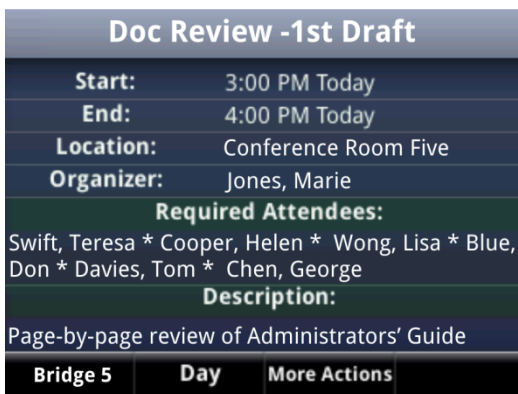 Doc Review -1st Draft
Start: 3:00 PM Today
End: 4:00 PM Today
Location: Conference Room Five
Organizer: Jones, Marie
Required Attendees:
Swift, Teresa * Cooper, Helen * Wong, Lisa * Blue,
Don * Davies, Tom * Chen, George
Description:
Page-by-page review of Administrators’ Guide
Bridge 5 Day More Actions